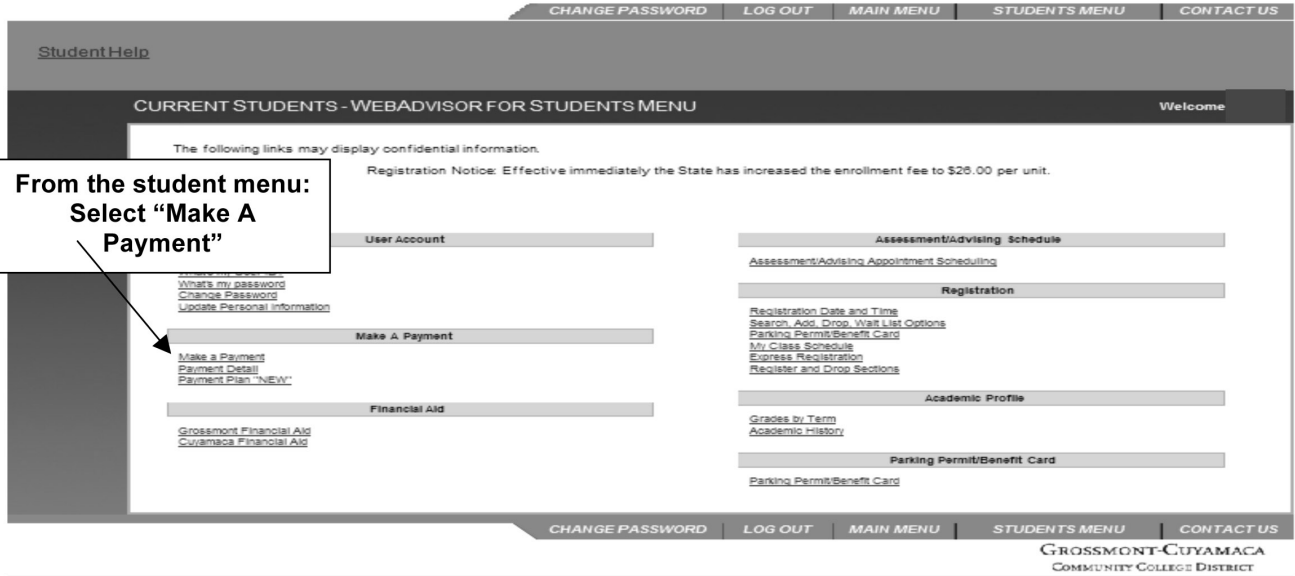 CHANGE PASSWORD LOG OUT MAIN MENU STUDENTS MENU CONTACT US
Student Help
CURRENT STUDENTS - WEBADVISOR FOR STUDENTS MENU
Welcome
The following links may display confidential information.
Registration Notice: Effective immediately the State has increased the enrollment fee to $26.00 per unit.
From the student menu:
Select “Make A
Payment”
User Account
What's my password
Change Password
Update Personal Information
Make A Payment
Make a Payment
Payment Detail
Payment Plan "NEW"
Financial Aid
Grossmont Financial Aid
Cuyamaca Financial Aid
Assessment/Advising Schedule
Assessment/Advising Appointment Scheduling
Registration
Registration Date and Time
Search, Add, Drop, Wait List Options
Parking Permit/Benefit Card
My Class Schedule
Express Registration
Register and Drop Sections
Academic Profile
Grades by Term
Academic History
Parking Permit/Benefit Card
Parking Permit/Benefit Card
CHANGE PASSWORD LOG OUT MAIN MENU STUDENTS MENU CONTACT US
GROSSMONT-CUYAMACA
COMMUNITY COLLEGE DISTRICT